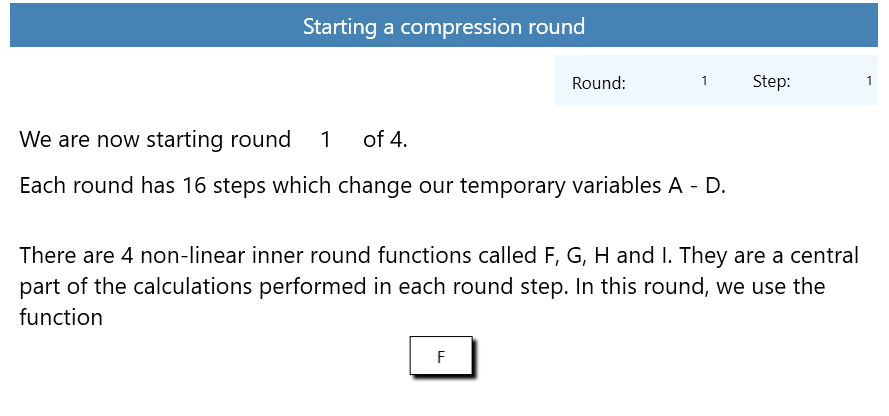 Starting a compression round
Round: 1 Step: 1
We are now starting round 1 of 4.
Each round has 16 steps which change our temporary variables A - D.
There are 4 non-linear inner round functions called F, G, H and I. They are a central
part of the calculations performed in each round step. In this round, we use the
function
F